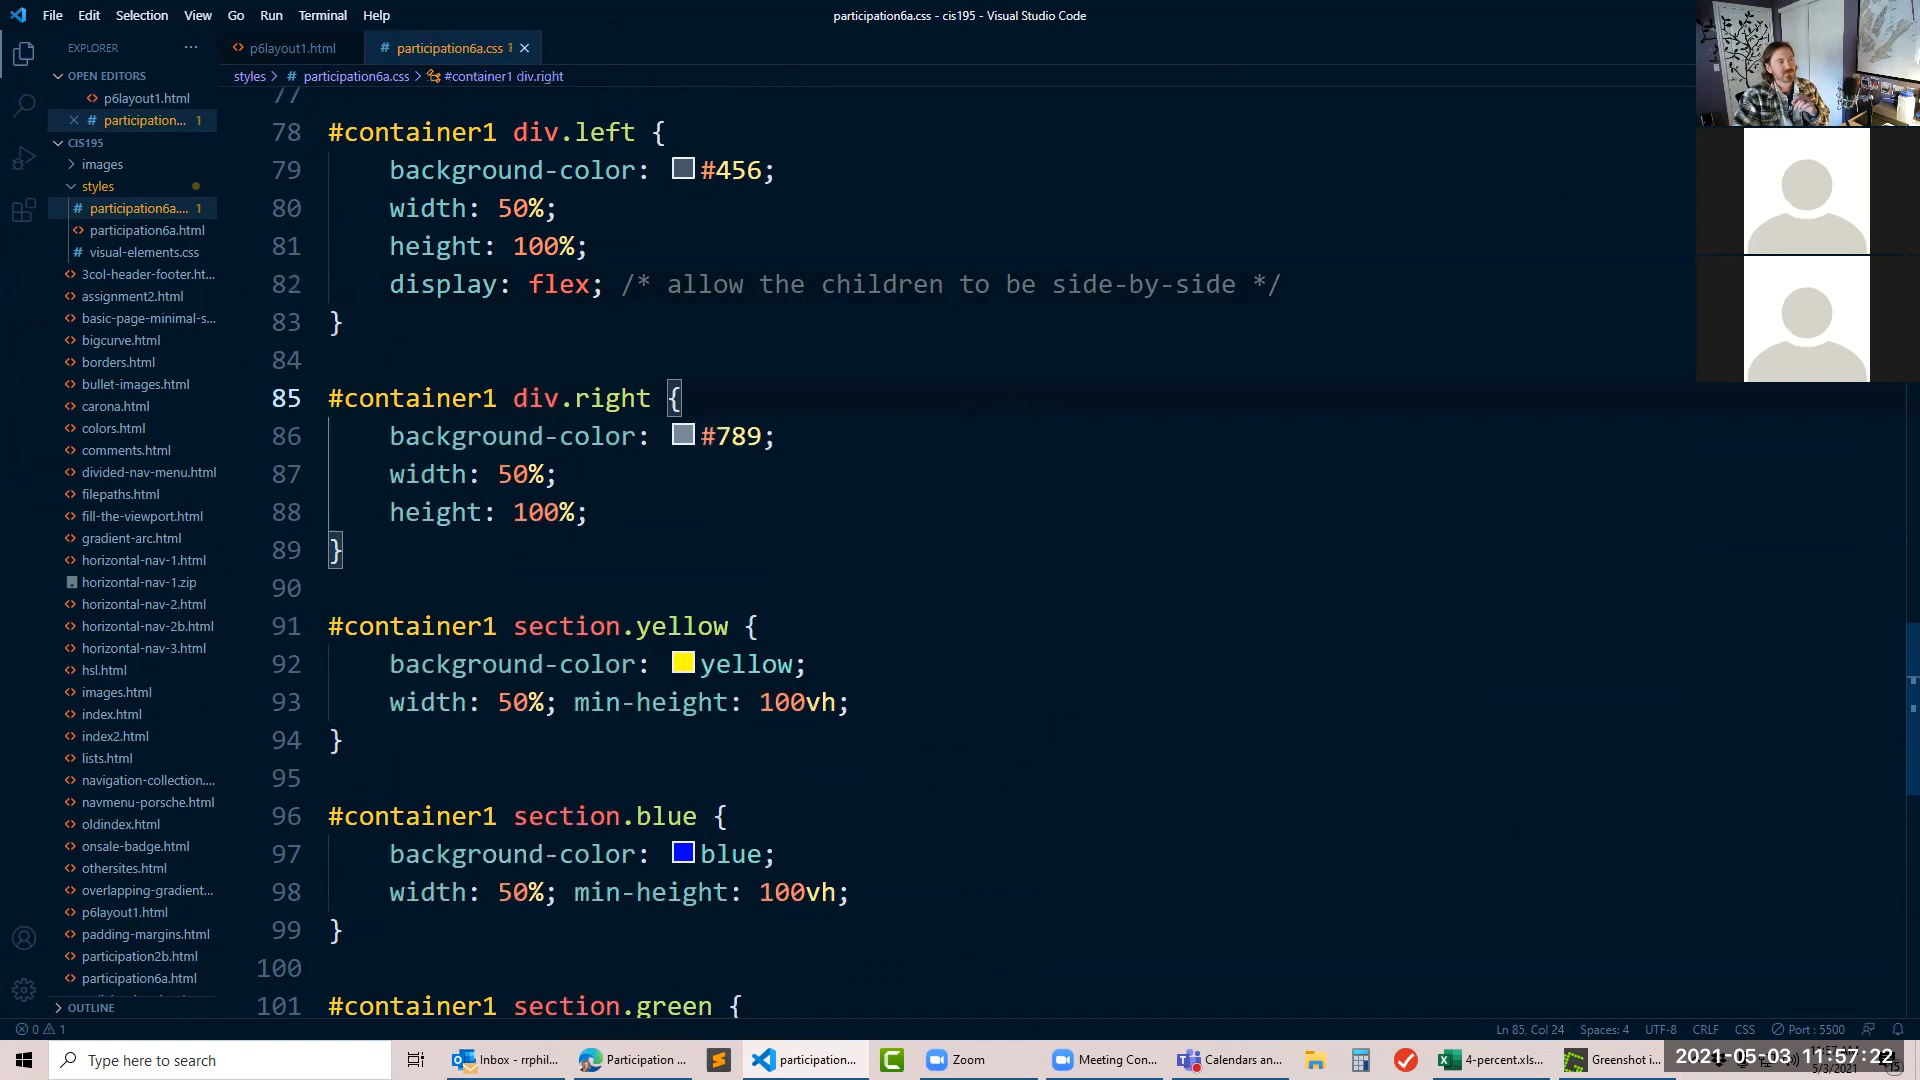 File Edit Selection View Go Run Terminal Help
participation6a.css - cis195 - Visual Studio Code
EXPLORER ...
OPEN EDITORS
p6layout1.html
participation... 1
CIS195
images
styles
participation6a.... 1
participation6a.html
visual-elements.css
3col-header-footer.ht...
assignment2.html
basic-page-minimal-s...
bigcurve.html
borders.html
bullet-images.html
carona.html
colors.html
comments.html
divided-nav-menu.html
filepaths.html
fill-the-viewport.html
gradient-arc.html
horizontal-nav-1.html
horizontal-nav-1.zip
horizontal-nav-2.html
horizontal-nav-2b.html
horizontal-nav-3.html
hsl.html
images.html
index.html
index2.html
lists.html
navigation-collection....
navmenu-porsche.html
oldindex.html
onsale-badge.html
othersites.html
overlapping-gradient...
p6layout1.html
padding-margins.html
participation2b.html
participation6a.html
OUTLINE
p6layout1.html
# participation6a.css 1 ×
styles > # participation6a.css > #container1 div.right
77
78 #container1 div.left {
79 background-color: #456;
80 width: 50%;
81 height: 100%;
82 display: flex; /* allow the children to be side-by-side */
83 }
84
85 #container1 div.right {
86 background-color: #789;
87 width: 50%;
88 height: 100%;
89 }
90
91 #container1 section.yellow {
92 background-color: yellow;
93 width: 50%; min-height: 100vh;
94 }
95
96 #container1 section.blue {
97 background-color: blue;
98 width: 50%; min-height: 100vh;
99 }
100
101 #container1 section.green {
0 1
Ln 85, Col 24 Spaces: 4 UTF-8 CRLF CSS Port : 5500
Type here to search
Inbox - rrphil...
Participation ...
participation...
Zoom
Meeting Con...
Calendars an...
4-percent.xls...
Greenshot i...
2021-05-03 11:57:22
5/3/2021
15